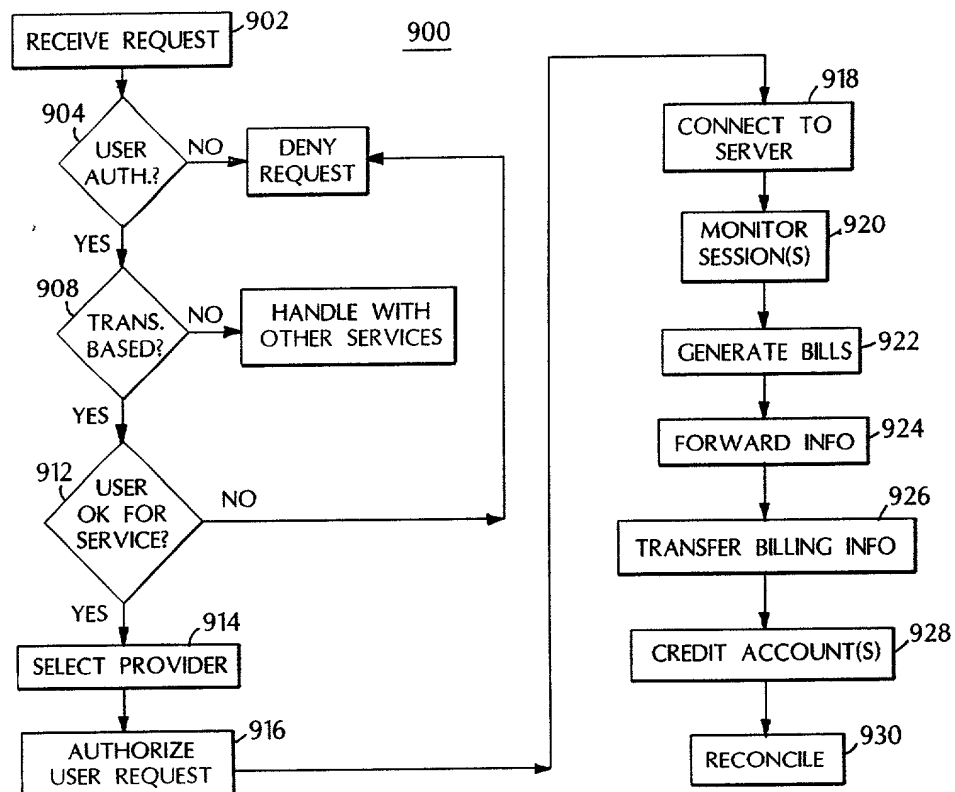 900
RECEIVE REQUEST
902
904
USER
AUTH.?
NO
DENY
REQUEST
YES
908
TRANS.
BASED?
NO
HANDLE WITH
OTHER SERVICES
YES
912
USER
OK FOR
SERVICE?
NO
YES
914
SELECT PROVIDER
916
AUTHORIZE
USER REQUEST
918
CONNECT TO
SERVER
MONITOR
SESSION(S)
920
GENERATE BILLS
922
FORWARD INFO
924
926
TRANSFER BILLING INFO
CREDIT ACCOUNT(S)
928
RECONCILE
930